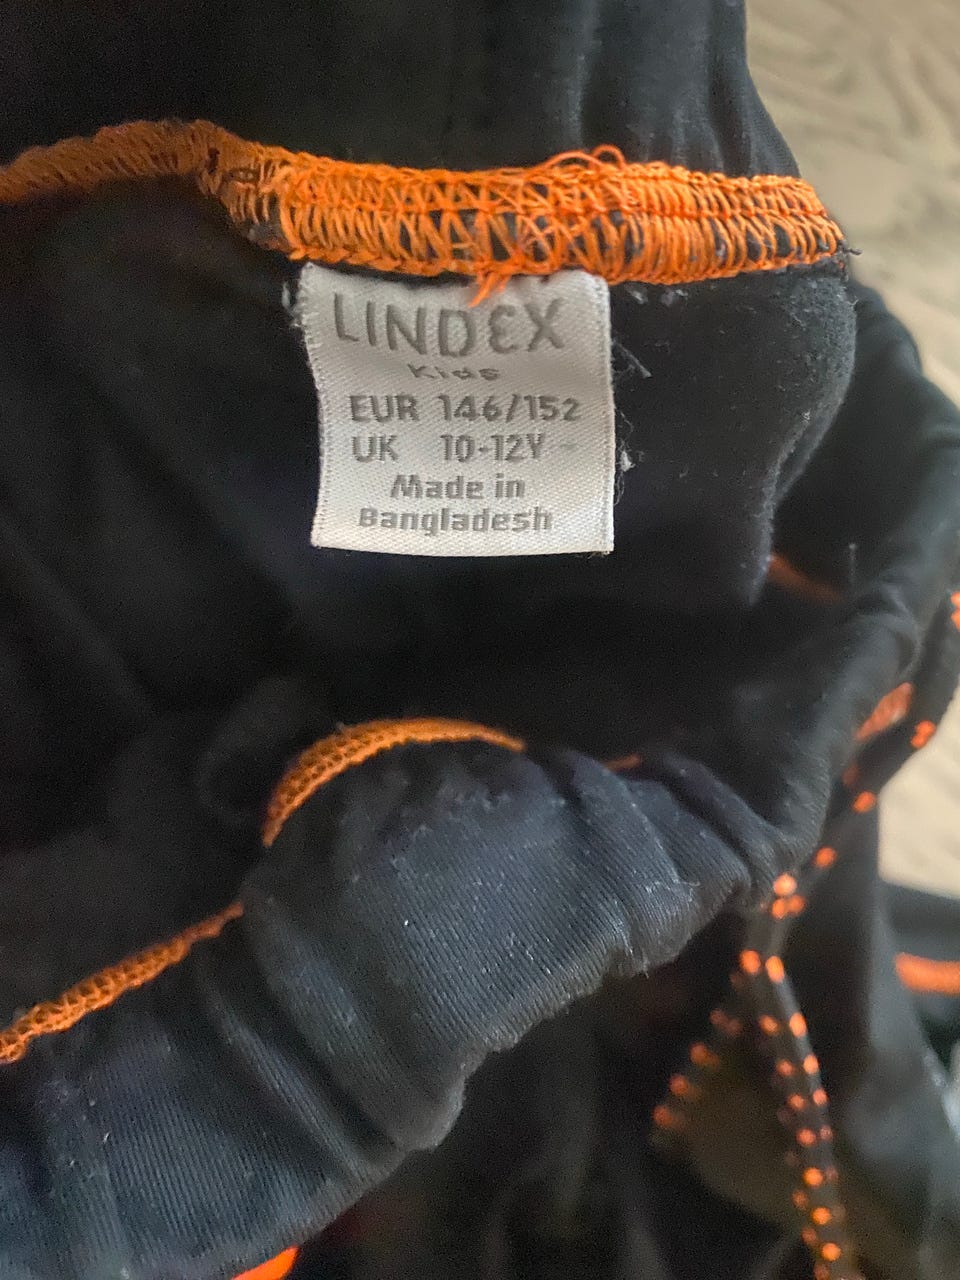 LINDEX
Kids
EUR 146/152
UK 10-12Y
Made in
Bangladesh